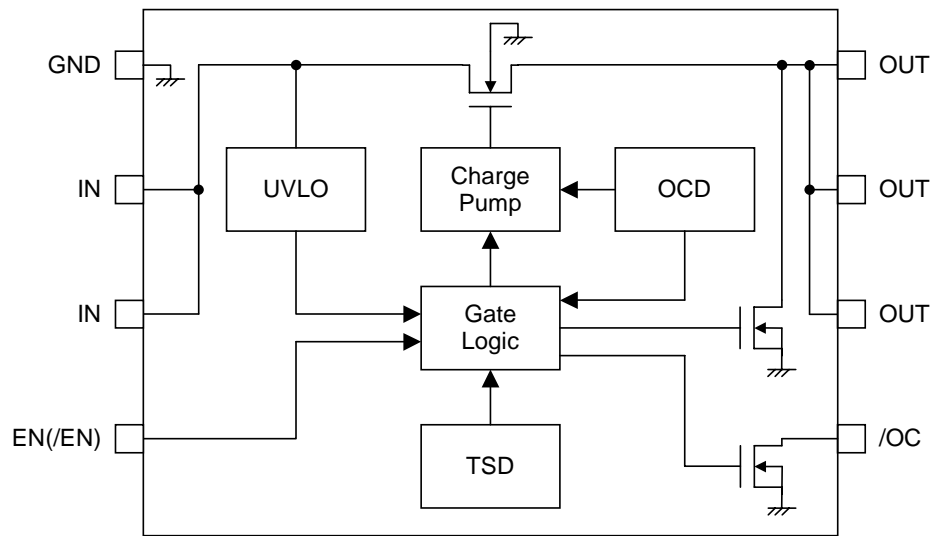 GND
OUT
IN
UVLO
Charge
Pump
OCD
OUT
IN
Gate
Logic
OUT
EN(/EN)
TSD
/OC